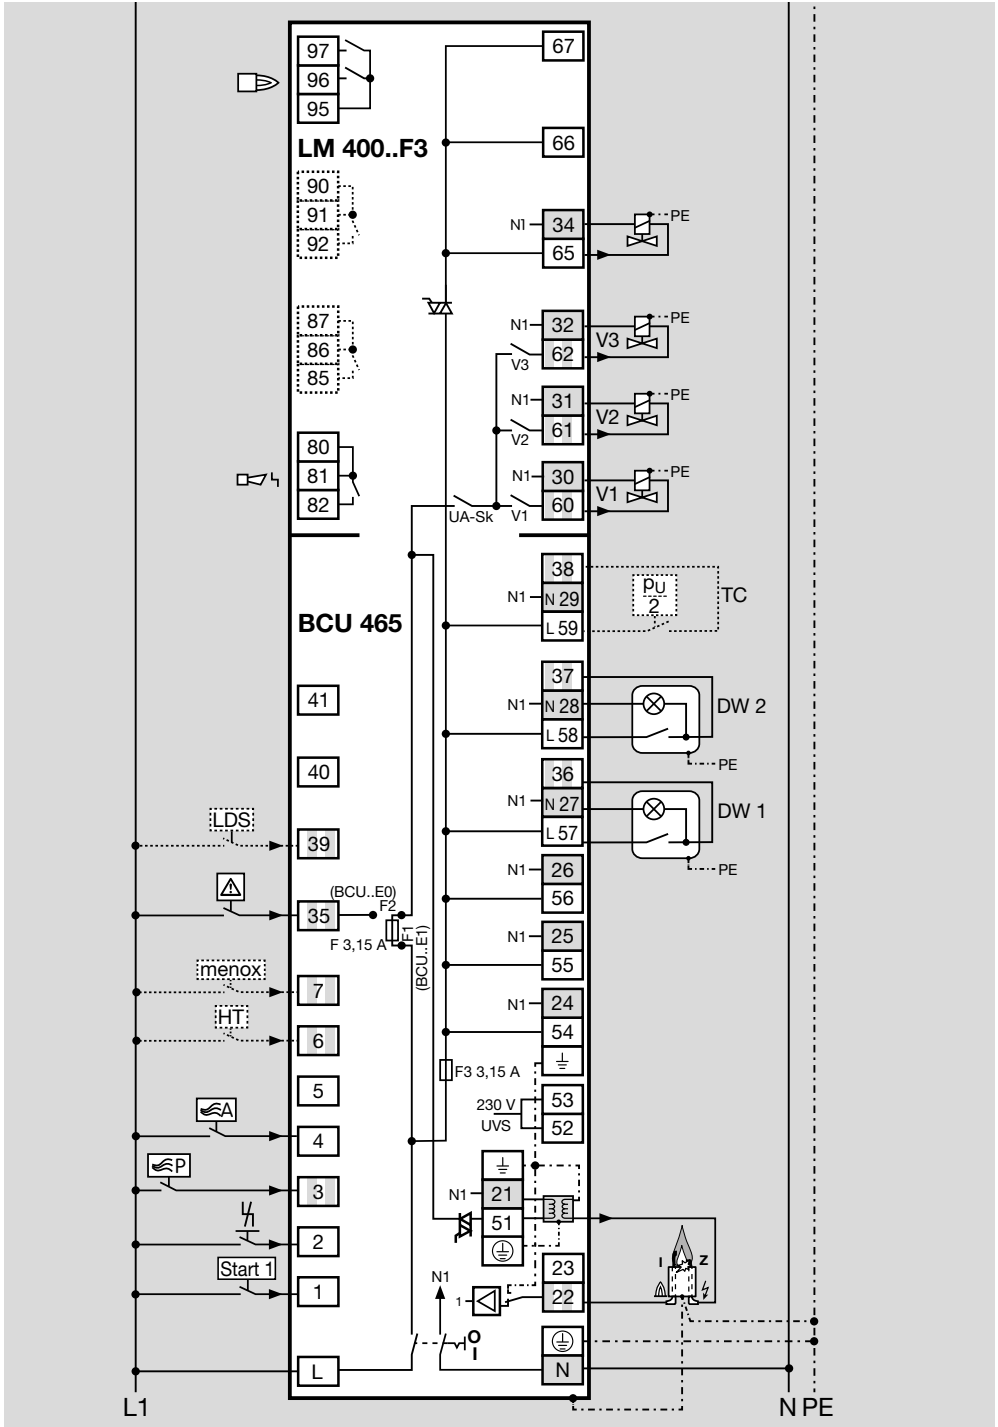 97
67
96
95
LM 400..F3
66
90
91
92
N1
34
PE
65
87
86
85
N1
32
PE
V3
62
V3
N1
31
PE
V2
61
V2
80
81
82
N1
30
PE
V1
60
UA-Sk
V1
38
N1
N 29
pU
2
TC
L 59
BCU 465
37
N1
N 28
DW 2
L 58
PE
41
36
N1
N 27
DW 1
L 57
PE
40
LDS
39
N1
26
56
(BCU..E0)
F2
35
F1
F 3,15 A
(BCU..E1)
N1
25
55
menox
7
N1
24
54
HT
6
F3 3,15 A
5
230 V
UVS
53
52
A
4
P
3
N1
21
51
2
Start 1
1
23
22
N1
1
I
Z
O
I
L
N
L1
N PE